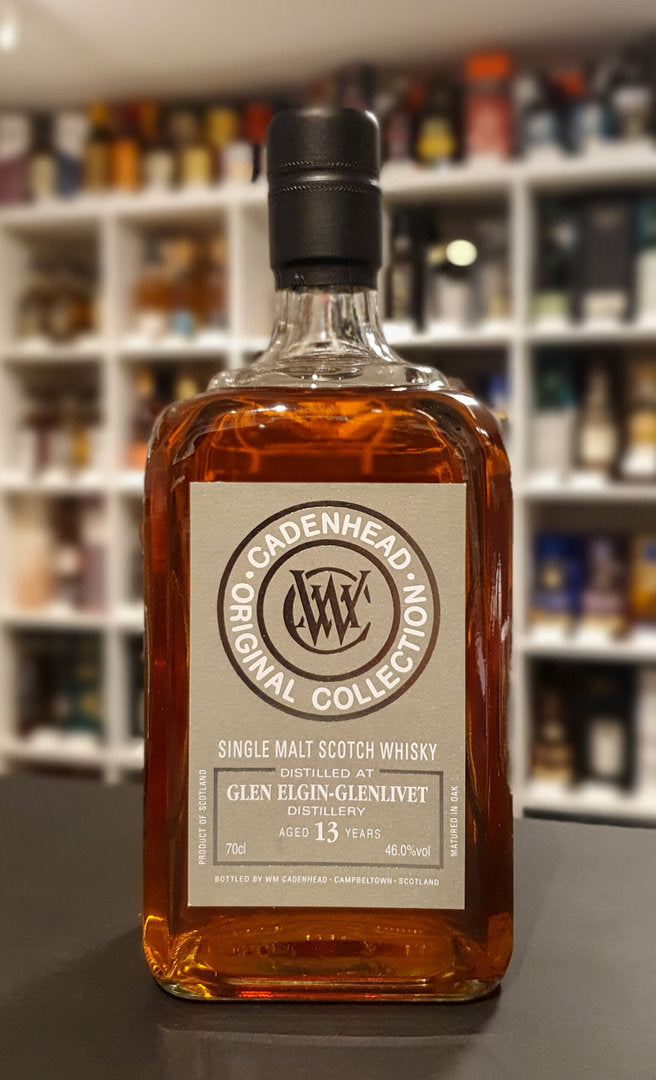 CADENHEAD
ORIGINAL COLLECTION
WCM
SINGLE MALT SCOTCH WHISKY
DISTILLED AT
GLEN ELGIN-GLENLIVET
DISTILLERY
AGED 13 YEARS
70cl 46.0%vol
PRODUCT OF SCOTLAND
MATURED IN OAK
BOTTLED BY WM CADENHEAD · CAMPBELTOWN · SCOTLAND